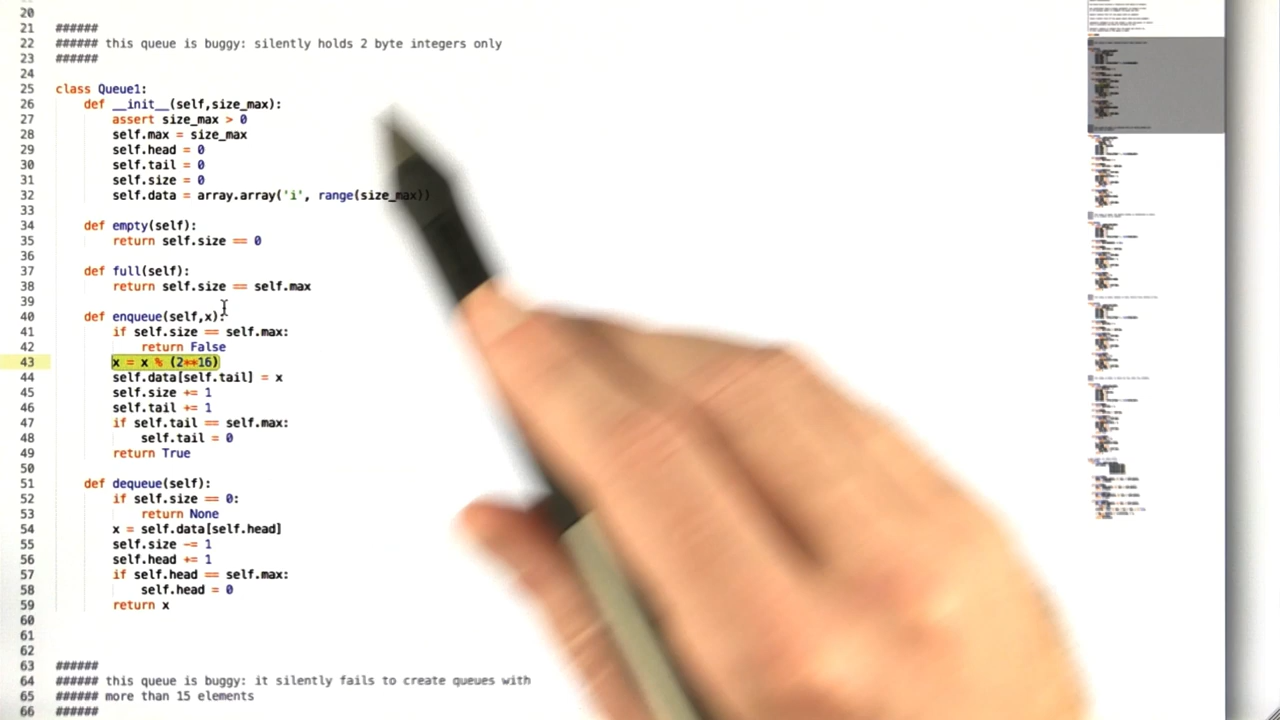 20
21 ######
22 ###### this queue is buggy: silently holds 2 byte integers only
23 ######
24
25 class Queue1:
26     def __init__(self,size_max):
27         assert size_max > 0
28         self.max = size_max
29         self.head = 0
30         self.tail = 0
31         self.size = 0
32         self.data = array.array('i', range(size_max))
33
34     def empty(self):
35         return self.size == 0
36
37     def full(self):
38         return self.size == self.max
39
40     def enqueue(self,x):
41         if self.size == self.max:
42             return False
43         x = x % (2**16)
44         self.data[self.tail] = x
45         self.size += 1
46         self.tail += 1
47         if self.tail == self.max:
48             self.tail = 0
49         return True
50
51     def dequeue(self):
52         if self.size == 0:
53             return None
54         x = self.data[self.head]
55         self.size -= 1
56         self.head += 1
57         if self.head == self.max:
58             self.head = 0
59         return x
60
61
62
63 ######
64 ###### this queue is buggy: it silently fails to create queues with
65 ###### more than 15 elements
66 ######